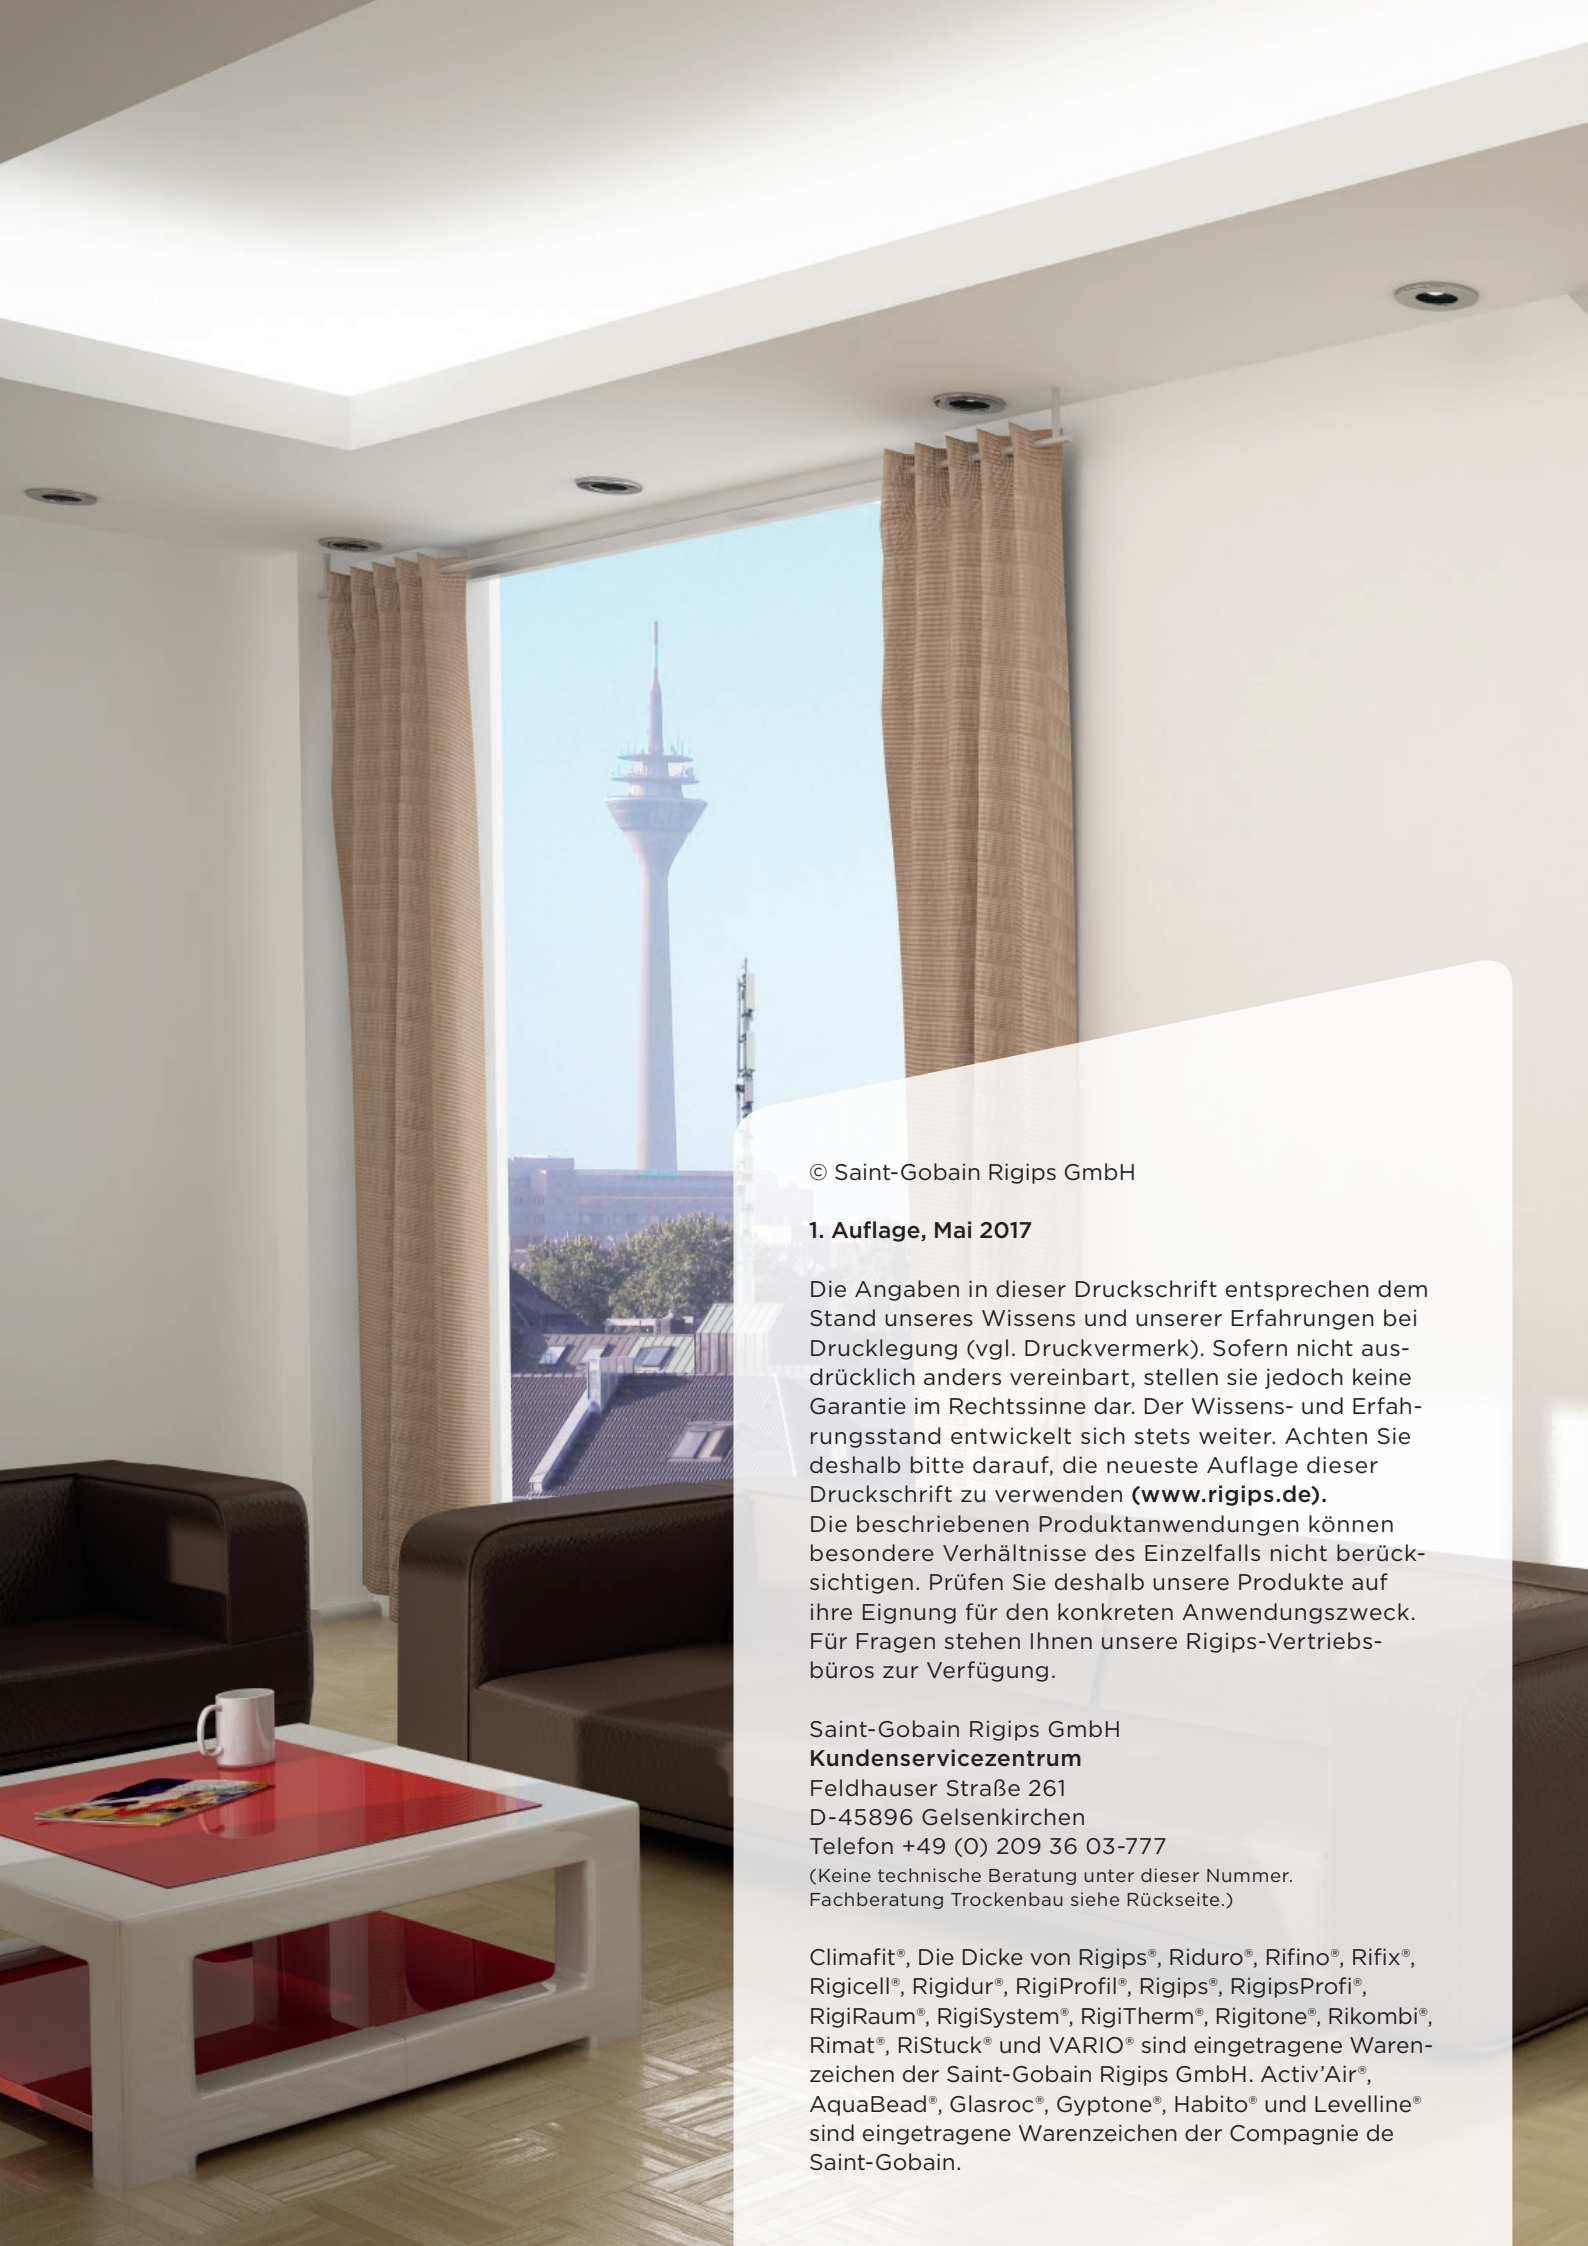 © Saint-Gobain Rigips GmbH
1. Auflage, Mai 2017
Die Angaben in dieser Druckschrift entsprechen dem
Stand unseres Wissens und unserer Erfahrungen bei
Drucklegung (vgl. Druckvermerk). Sofern nicht aus-
drücklich anders vereinbart, stellen sie jedoch keine
Garantie im Rechtssinne dar. Der Wissens- und Erfah-
rungsstand entwickelt sich stets weiter. Achten Sie
deshalb bitte darauf, die neueste Auflage dieser
Druckschrift zu verwenden (www.rigips.de).
Die beschriebenen Produktanwendungen können
besondere Verhältnisse des Einzelfalls nicht berück-
sichtigen. Prüfen Sie deshalb unsere Produkte auf
ihre Eignung für den konkreten Anwendungszweck.
Für Fragen stehen Ihnen unsere Rigips-Vertriebs-
büros zur Verfügung.
Saint-Gobain Rigips GmbH
Kundenservicezentrum
Feldhauser Straße 261
D-45896 Gelsenkirchen
Telefon +49 (0) 209 36 03-777
(Keine technische Beratung unter dieser Nummer.
Fachberatung Trockenbau siehe Rückseite.)
Climafit®, Die Dicke von Rigips®, Riduro®, Rifino®, Rifix®,
Rigicell®, Rigidur®, RigiProfil®, Rigips®, RigipsProfi®,
RigiRaum®, RigiSystem®, RigiTherm®, Rigitone®, Rikombi®,
Rimat®, RiStuck® und VARIO® sind eingetragene Waren-
zeichen der Saint-Gobain Rigips GmbH. Activ’Air®,
AquaBead®, Glasroc®, Gyptone®, Habito® und Levelline®
sind eingetragene Warenzeichen der Compagnie de
Saint-Gobain.